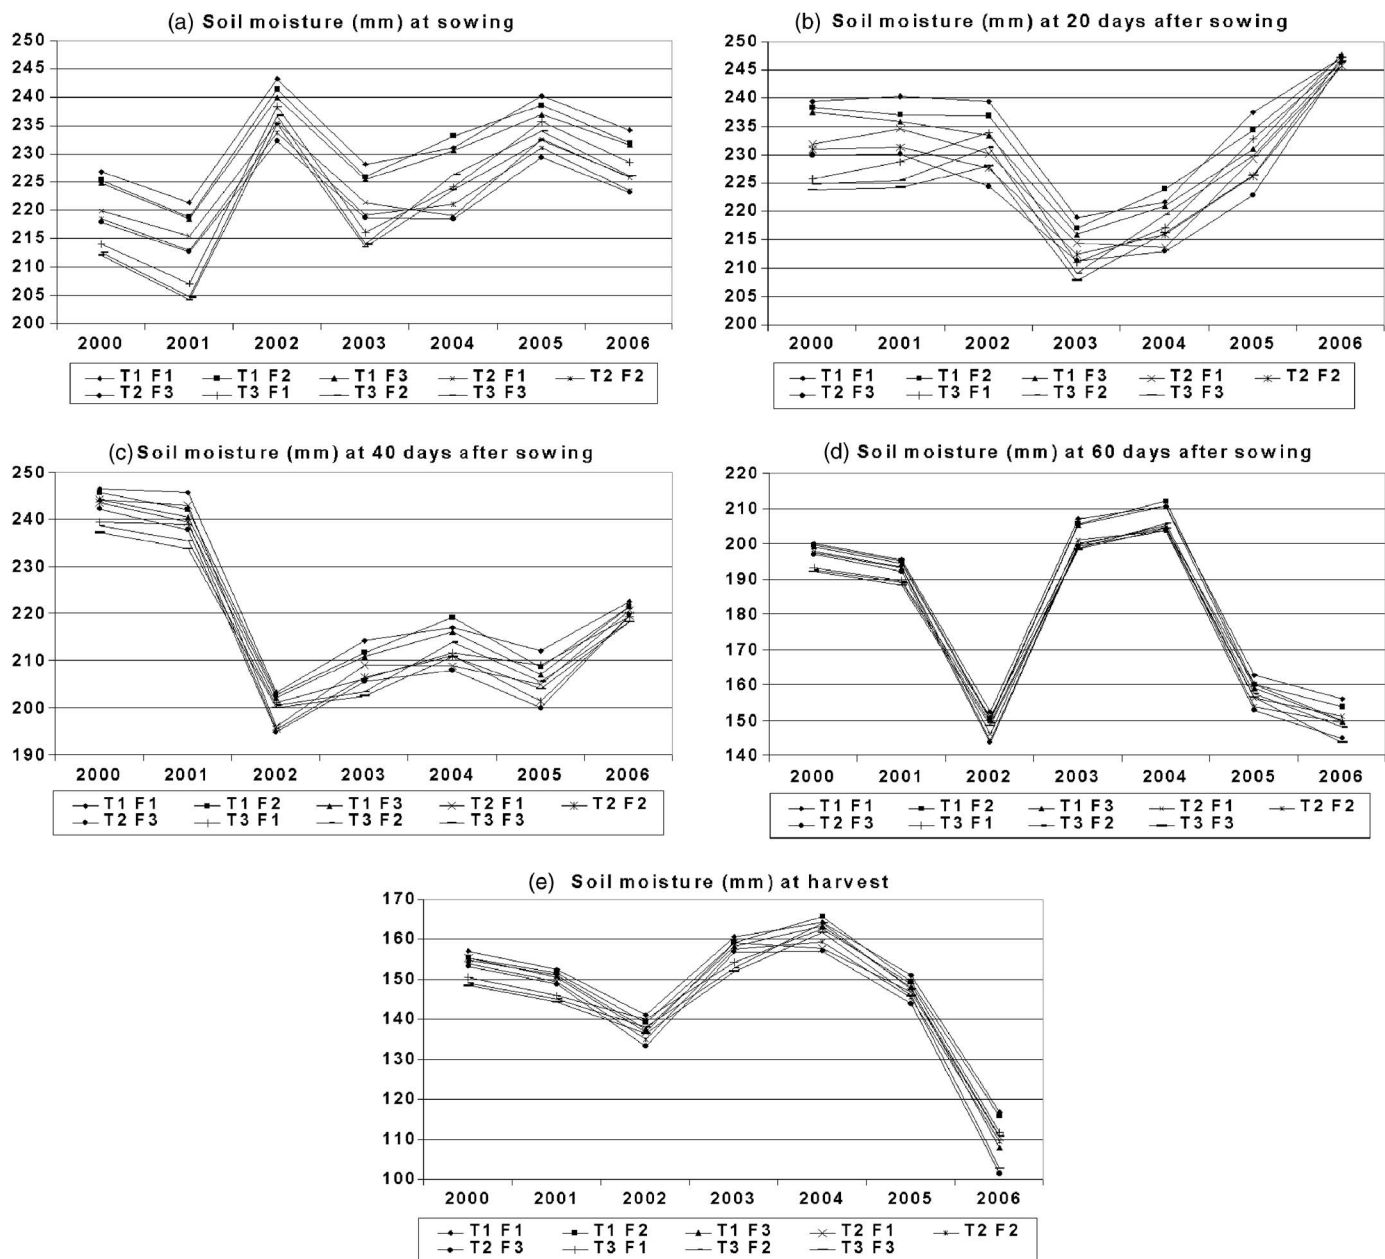 (a) Soil moisture (mm) at sowing
250
245
240
235
230
225
220
215
210
205
200
2000 2001 2002 2003 2004 2005 2006
T1 F1 T1 F2 T1 F3 T2 F1 T2 F2
T2 F3 T3 F1 T3 F2 T3 F3
(b) Soil moisture (mm) at 20 days after sowing
250
245
240
235
230
225
220
215
210
205
200
2000 2001 2002 2003 2004 2005 2006
T1 F1 T1 F2 T1 F3 T2 F1 T2 F2
T2 F3 T3 F1 T3 F2 T3 F3
(c) Soil moisture (mm) at 40 days after sowing
250
240
230
220
210
200
190
2000 2001 2002 2003 2004 2005 2006
T1 F1 T1 F2 T1 F3 T2 F1 T2 F2
T2 F3 T3 F1 T3 F2 T3 F3
(d) Soil moisture (mm) at 60 days after sowing
220
210
200
190
180
170
160
150
140
2000 2001 2002 2003 2004 2005 2006
T1 F1 T1 F2 T1 F3 T2 F1 T2 F2
T2 F3 T3 F1 T3 F2 T3 F3
(e) Soil moisture (mm) at harvest
170
160
150
140
130
120
110
100
2000 2001 2002 2003 2004 2005 2006
T1 F1 T1 F2 T1 F3 T2 F1 T2 F2
T2 F3 T3 F1 T3 F2 T3 F3